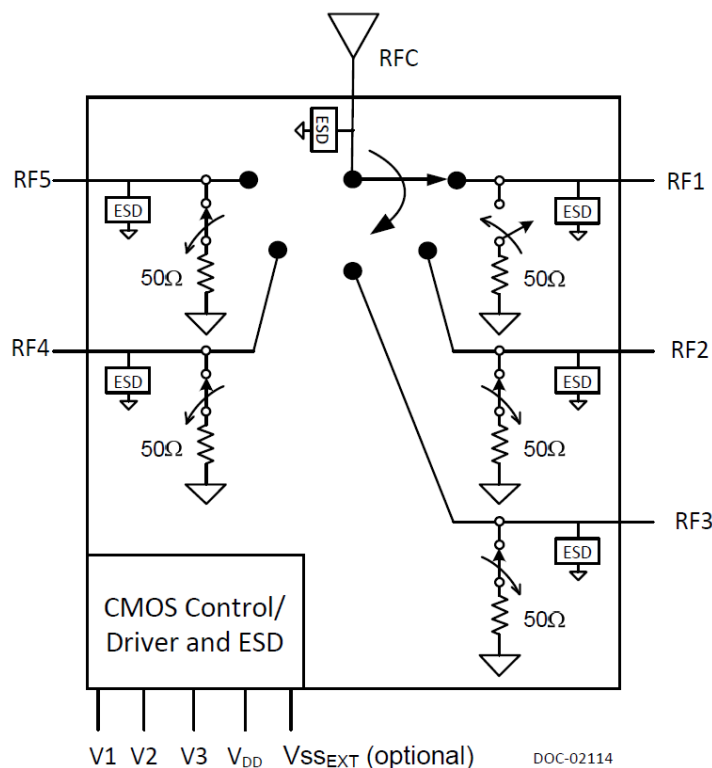 RFC
ESD
RF5
RF1
ESD
ESD
50Ω
50Ω
RF4
RF2
ESD
ESD
50Ω
50Ω
RF3
ESD
50Ω
CMOS Control/
Driver and ESD
V1 V2 V3 VDD VssEXT (optional)
DOC-02114